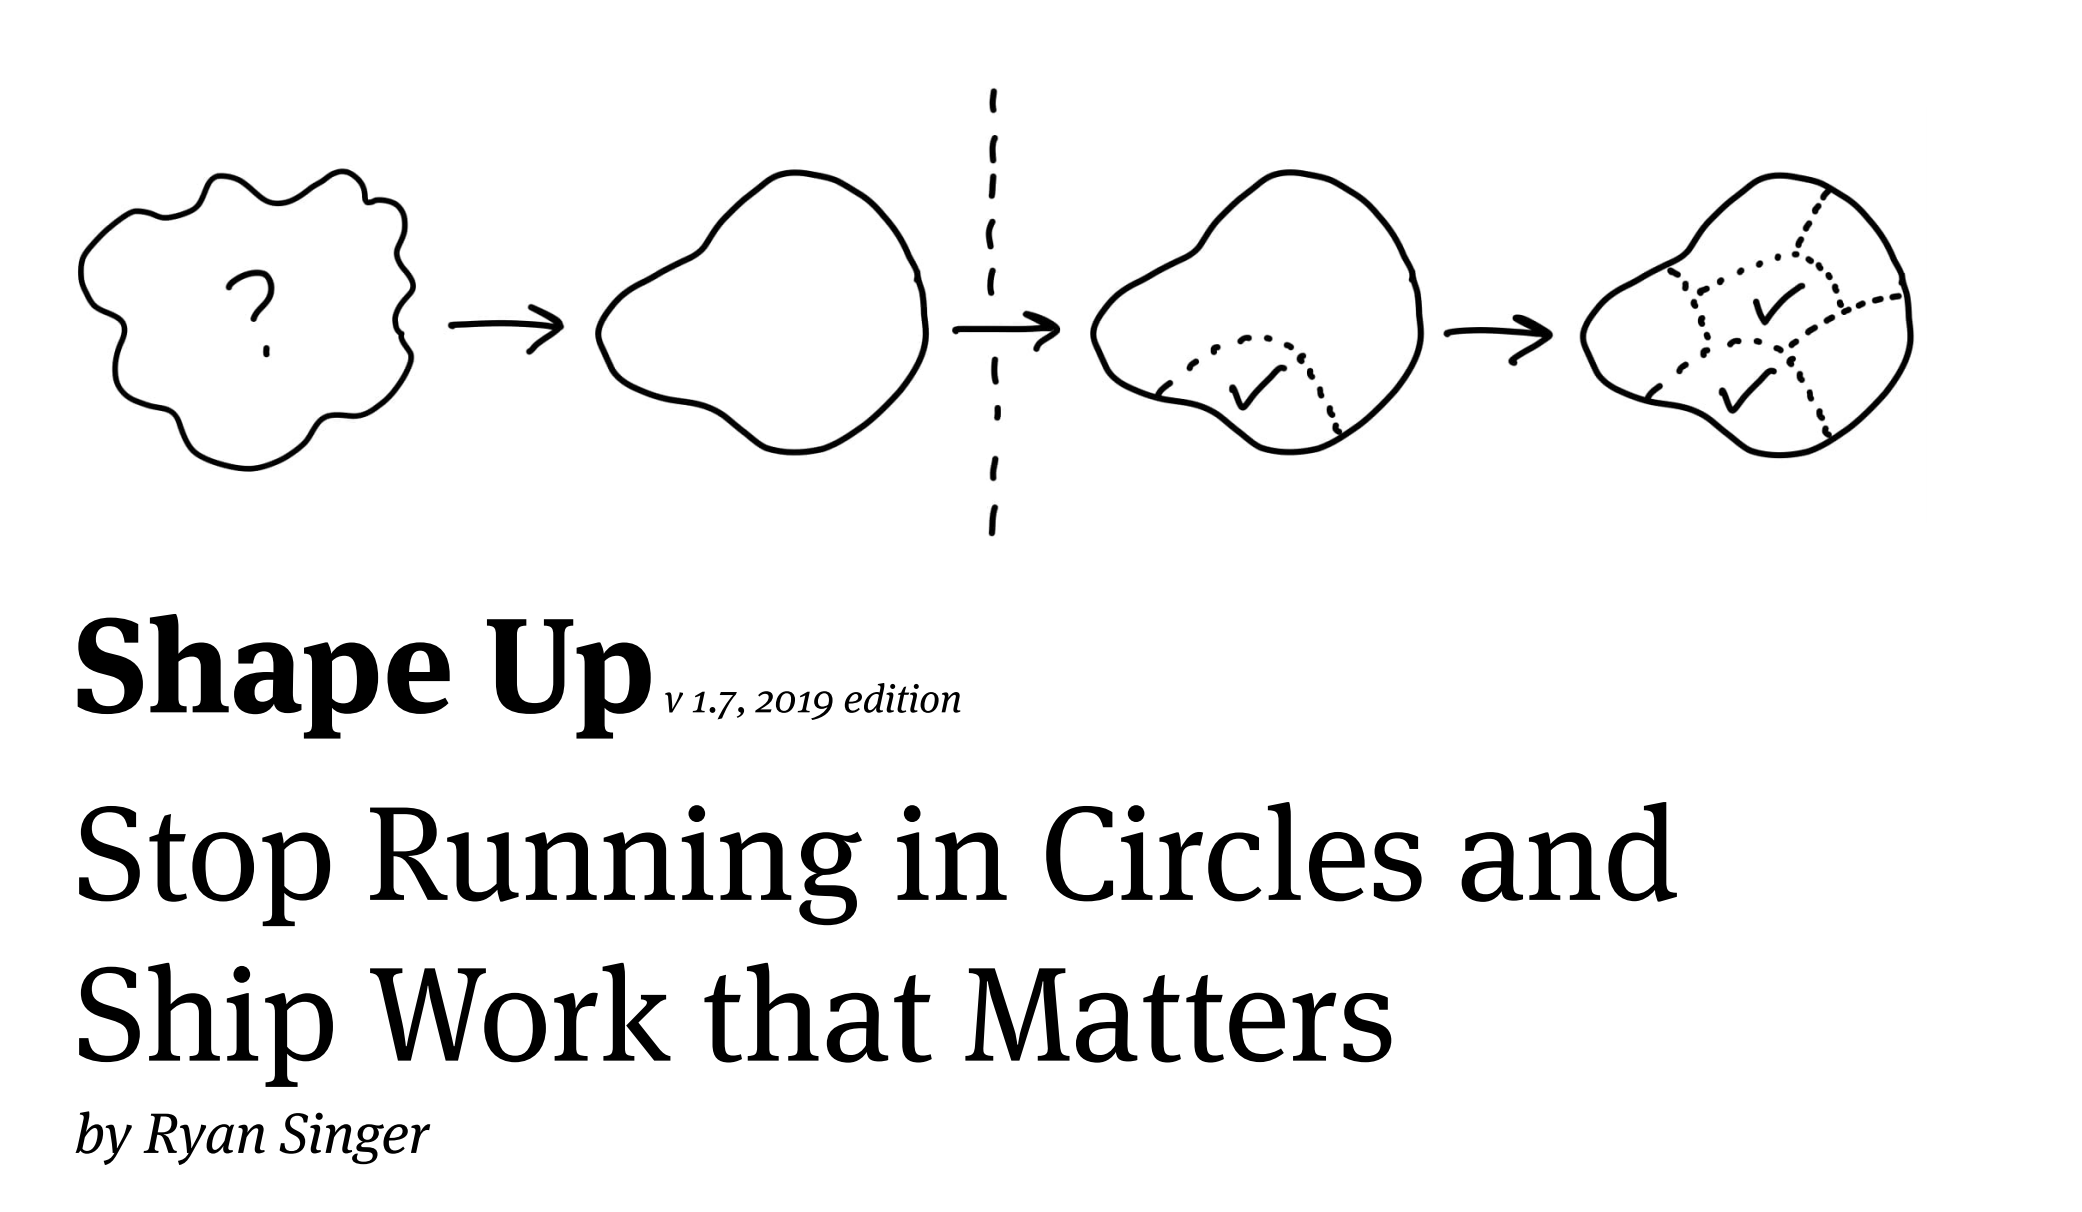 ?
Shape Up v 1.7, 2019 edition
Stop Running in Circles and
Ship Work that Matters
by Ryan Singer